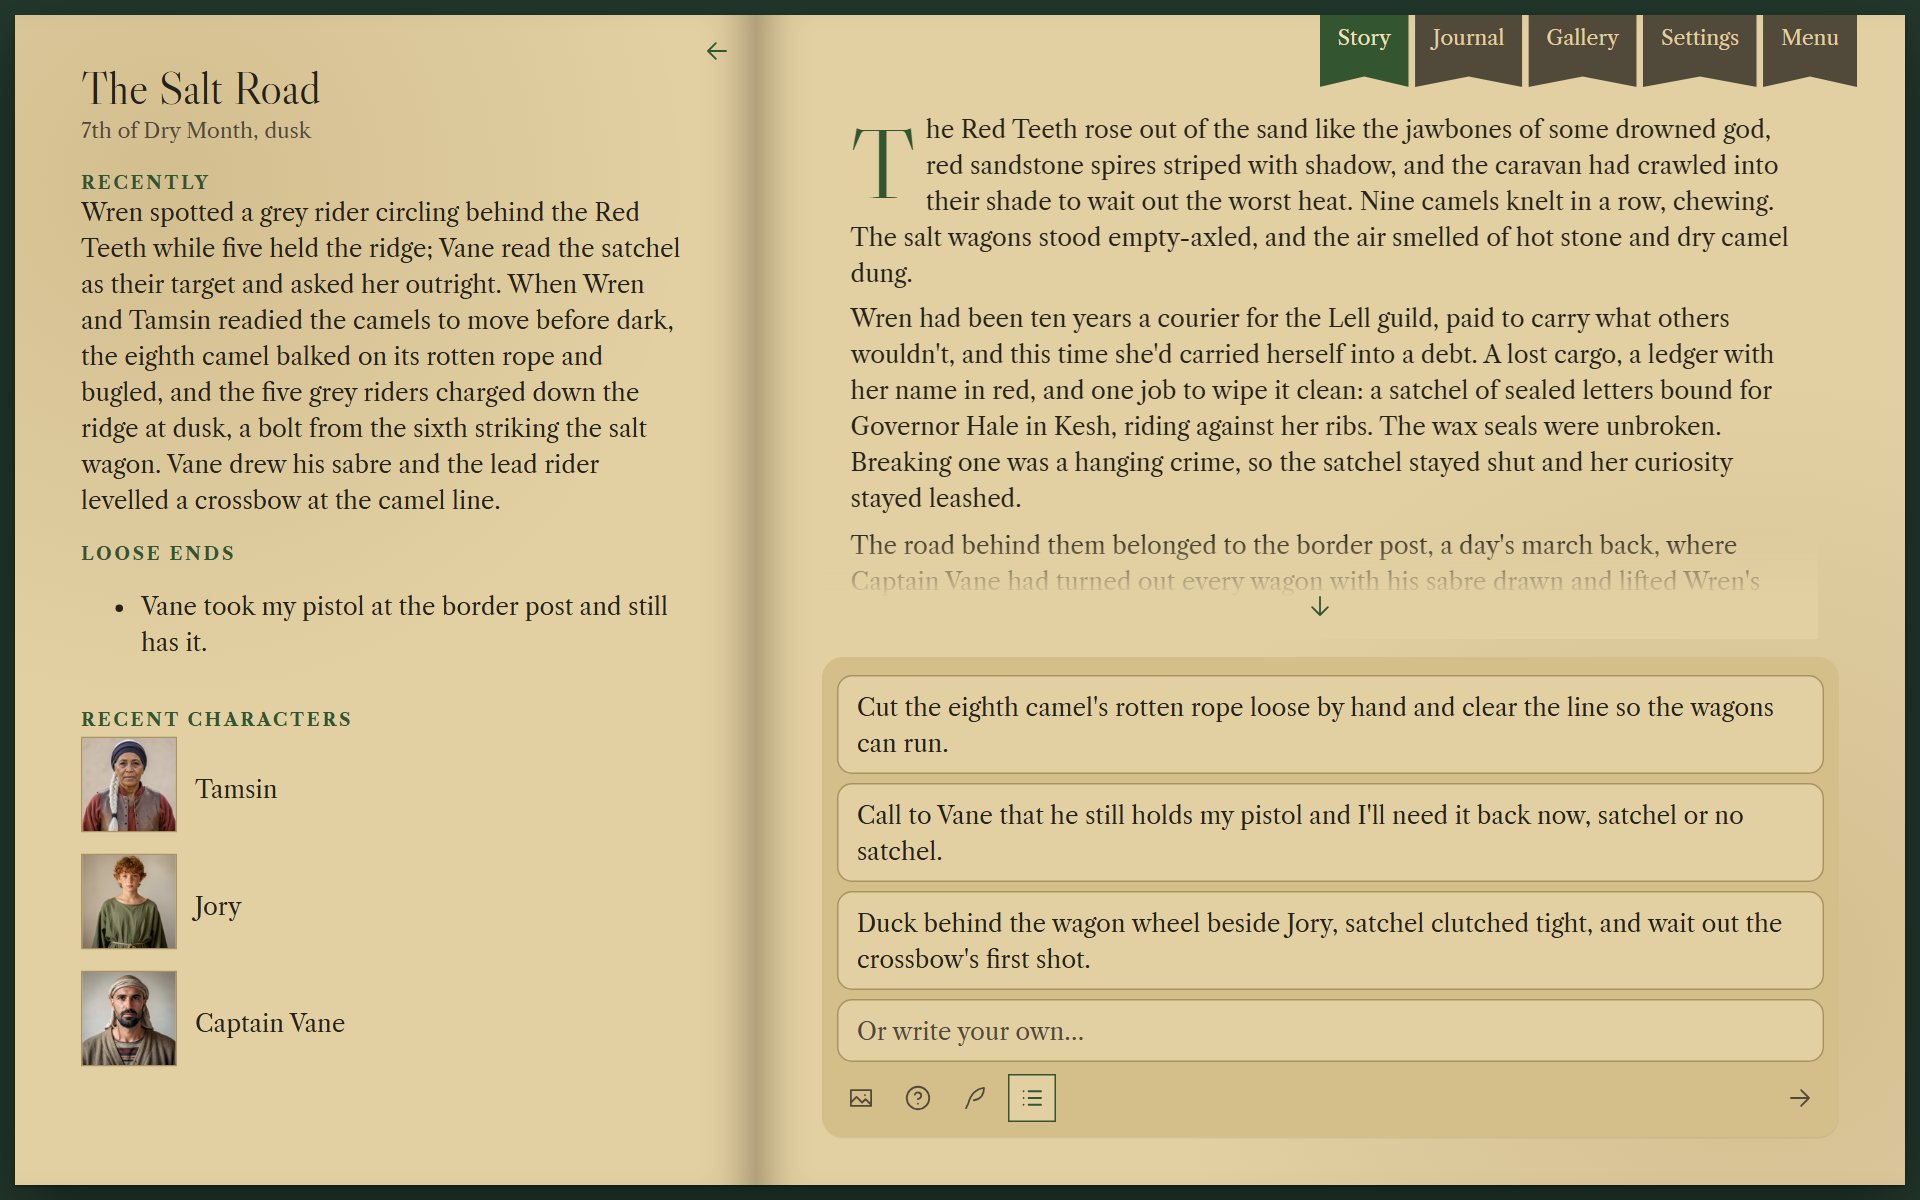 The Salt Road
7th of Dry Month, dusk
RECENTLY
Wren spotted a grey rider circling behind the Red
Teeth while five held the ridge; Vane read the satchel
as their target and asked her outright. When Wren
and Tamsin readied the camels to move before dark,
the eighth camel balked on its rotten rope and
bugled, and the five grey riders charged down the
ridge at dusk, a bolt from the sixth striking the salt
wagon. Vane drew his sabre and the lead rider
levelled a crossbow at the camel line.
LOOSE ENDS
• Vane took my pistol at the border post and still
has it.
RECENT CHARACTERS
Tamsin
Jory
Captain Vane
Story
Journal
Gallery
Settings
Menu
The Red Teeth rose out of the sand like the jawbones of some drowned god,
red sandstone spires striped with shadow, and the caravan had crawled into
their shade to wait out the worst heat. Nine camels knelt in a row, chewing.
The salt wagons stood empty-axled, and the air smelled of hot stone and dry camel
dung.
Wren had been ten years a courier for the Lell guild, paid to carry what others
wouldn't, and this time she'd carried herself into a debt. A lost cargo, a ledger with
her name in red, and one job to wipe it clean: a satchel of sealed letters bound for
Governor Hale in Kesh, riding against her ribs. The wax seals were unbroken.
Breaking one was a hanging crime, so the satchel stayed shut and her curiosity
stayed leashed.
The road behind them belonged to the border post, a day's march back, where
Captain Vane had turned out every wagon with his sabre drawn and lifted Wren's
Cut the eighth camel's rotten rope loose by hand and clear the line so the wagons
can run.
Call to Vane that he still holds my pistol and I'll need it back now, satchel or no
satchel.
Duck behind the wagon wheel beside Jory, satchel clutched tight, and wait out the
crossbow's first shot.
Or write your own...